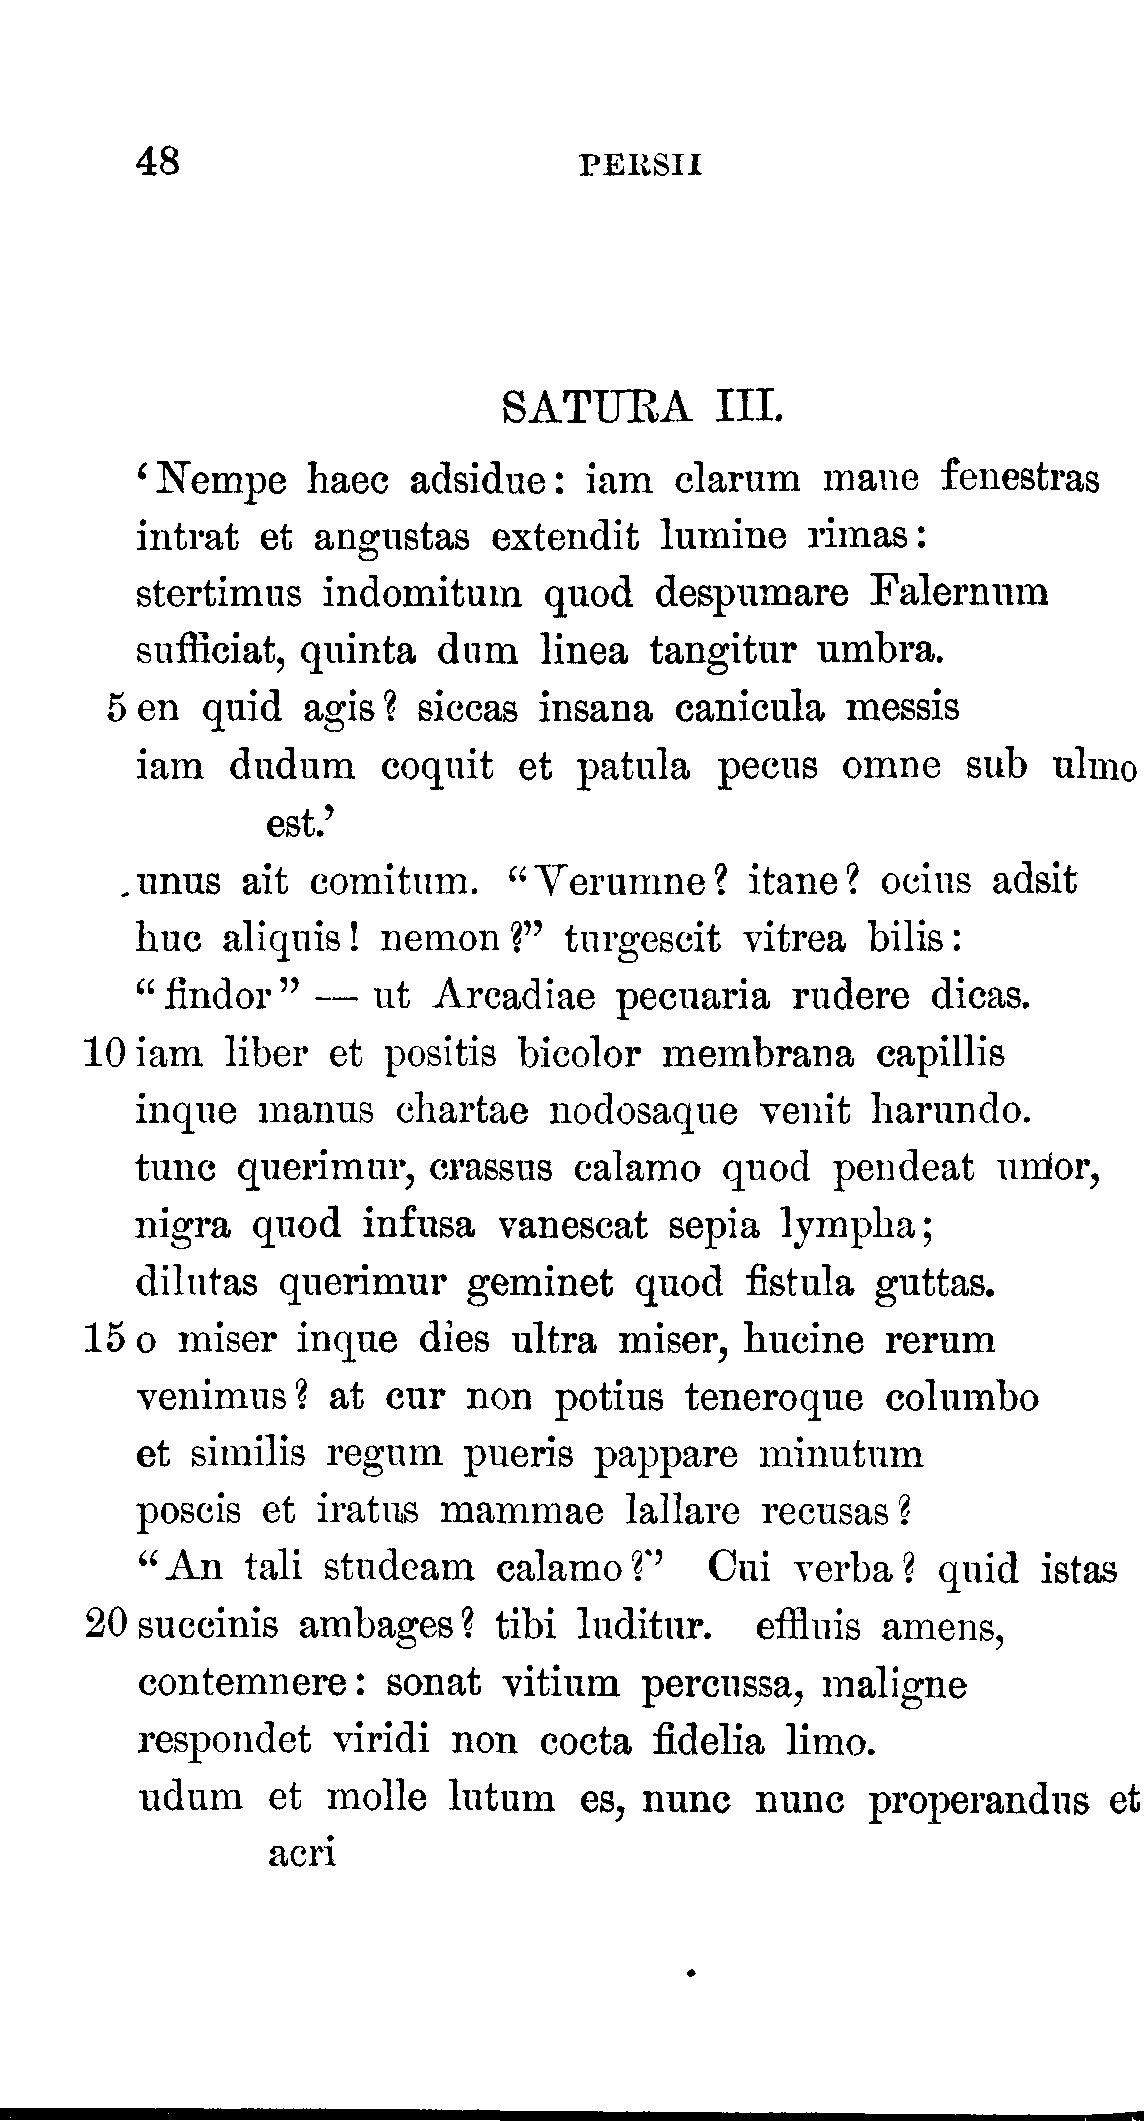 48 PERSII
SATURA III.
‘Nempe haec adsidue: iam clarum mane fenestras
intrat et angustas extendit lumine rimas:
stertimus indomitum quod despumare Falernum
sufficiat, quinta dum linea tangitur umbra.
5 en quid agis? siccas insana canicula messis
iam dudum coquit et patula pecus omne sub ulmo
est.’
unus ait comitum. “Verumne? itane? ocius adsit
huc aliquis! nemon?” turgescit vitrea bilis:
“findor” — ut Arcadiae pecuaria rudere dicas.
10 iam liber et positis bicolor membrana capillis
inque manus chartae nodosaque venit harundo.
tunc querimur, crassus calamo quod pendeat umor,
nigra quod infusa vanescat sepia lympha;
dilutas querimur geminet quod fistula guttas.
15 o miser inque dies ultra miser, hucine rerum
venimus? at cur non potius teneroque columbo
et similis regum pueris pappare minutum
poscis et iratus mammae lallare recusas?
“An tali studeam calamo?” Cui verba? quid istas
20 succinis ambages? tibi luditur. effluis amens,
contemnere: sonat vitium percussa, maligne
respondet viridi non cocta fidelia limo.
udum et molle lutum es, nunc nunc properandus et
acri